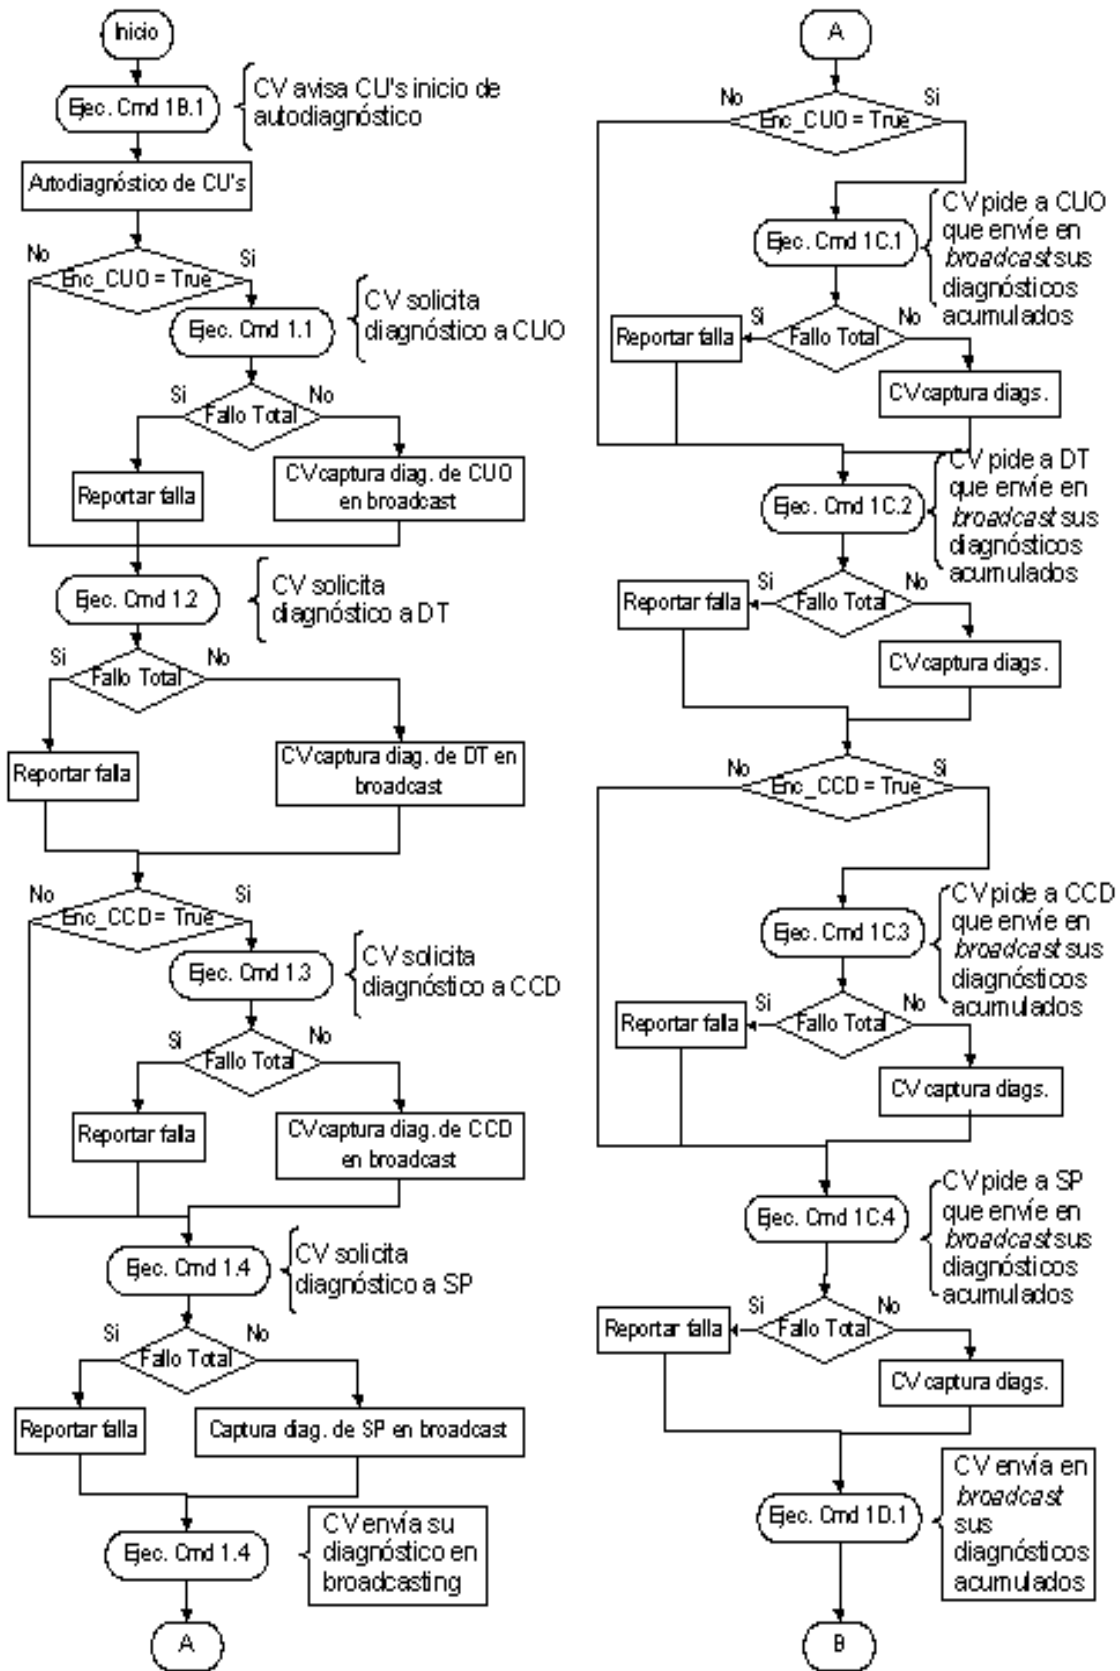 Inicio
Ejec. Cmd 1B.1
CV avisa CU's inicio de
autodiagnóstico
Autodiagnóstico de CU's
No
Si
Enc_CUO = True
Ejec. Cmd 1.1
CV solicita
diagnóstico a CUO
Si
No
Fallo Total
Reportar falla
CV captura diag. de CUO
en broadcast
Ejec. Cmd 1.2
CV solicita
diagnóstico a DT
Si
No
Fallo Total
Reportar falla
CV captura diag. de DT en
broadcast
No
Si
Enc_CCD = True
Ejec. Cmd 1.3
CV solicita
diagnóstico a CCD
Si
No
Fallo Total
Reportar falla
CV captura diag. de CCD
en broadcast
Ejec. Cmd 1.4
CV solicita
diagnóstico a SP
Si
No
Fallo Total
Reportar falla
Captura diag. de SP en broadcast
Ejec. Cmd 1.4
CV envía su
diagnóstico en
broadcasting
A
A
No
Si
Enc_CUO = True
Ejec. Cmd 1C.1
CV pide a CUO
que envíe en
broadcast sus
diagnósticos
acumulados
Si
No
Fallo Total
Reportar falla
CV captura diags.
Ejec. Cmd 1C.2
CV pide a DT
que envíe en
broadcast sus
diagnósticos
acumulados
Si
No
Fallo Total
Reportar falla
CV captura diags.
No
Si
Enc_CCD = True
Ejec. Cmd 1C.3
CV pide a CCD
que envíe en
broadcast sus
diagnósticos
acumulados
Si
No
Fallo Total
Reportar falla
CV captura diags.
Ejec. Cmd 1C.4
CV pide a SP
que envíe en
broadcast sus
diagnósticos
acumulados
Si
No
Fallo Total
Reportar falla
CV captura diags.
Ejec. Cmd 1D.1
CV envía en
broadcast
sus
diagnósticos
acumulados
B